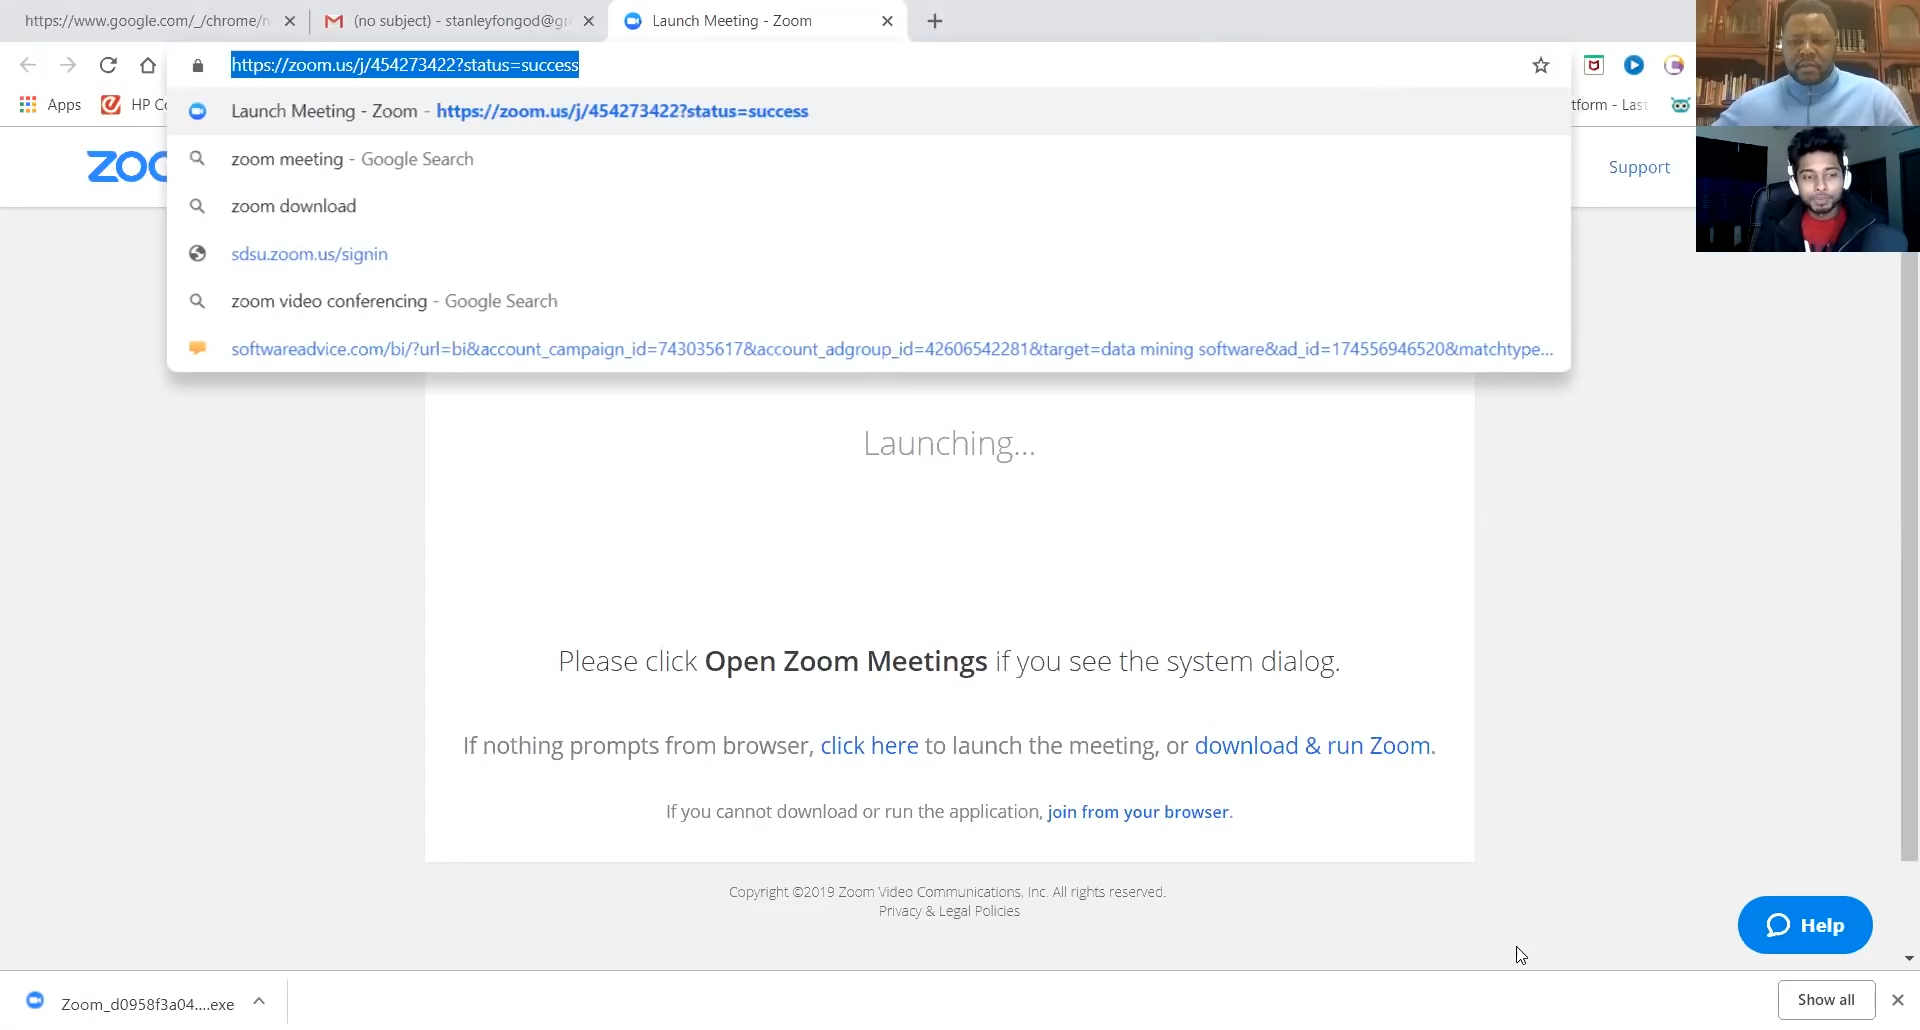 https://www.google.com/_/chrome/n
(no subject) - stanleyfongod@gm
Launch Meeting - Zoom
https://zoom.us/j/454273422?status=success
Apps
HP Co
tform - Last
Launch Meeting - Zoom - https://zoom.us/j/454273422?status=success
zoom meeting - Google Search
zoom download
sdsu.zoom.us/signin
zoom video conferencing - Google Search
softwareadvice.com/bi/?url=bi&account_campaign_id=743035617&account_adgroup_id=42606542281&target=data mining software&ad_id=174556946520&matchtype...
zoo
Support
Launching...
Please click Open Zoom Meetings if you see the system dialog.
If nothing prompts from browser, click here to launch the meeting, or download & run Zoom.
If you cannot download or run the application, join from your browser.
Copyright ©2019 Zoom Video Communications, Inc. All rights reserved.
Privacy & Legal Policies
Help
Zoom_d0958f3a04....exe
Show all